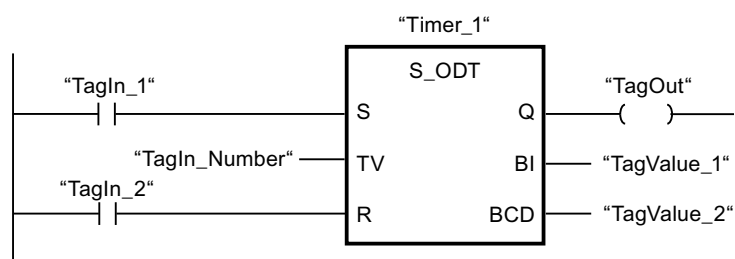 “Timer_1“
S_ODT
“TagIn_1“
“TagOut“
S
Q
“TagIn_Number“
TV
BI
“TagValue_1“
“TagIn_2“
R
BCD
“TagValue_2“